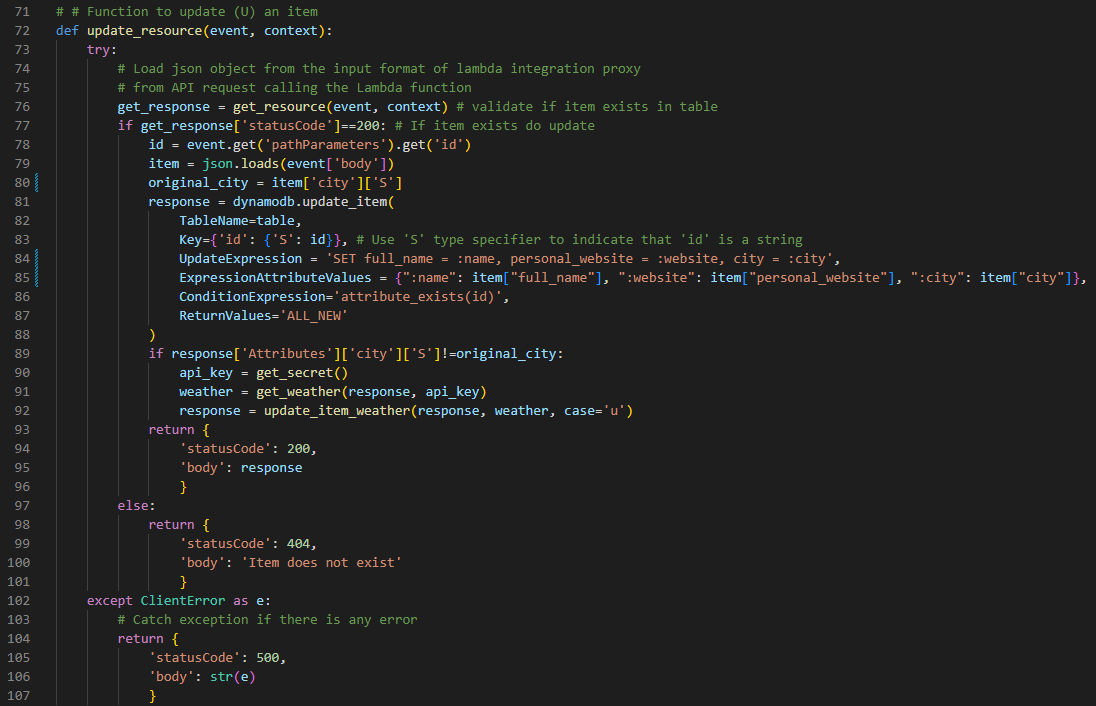 71 # # Function to update (U) an item
72 def update_resource(event, context):
73     try:
74         # Load json object from the input format of lambda integration proxy
75         # from API request calling the Lambda function
76         get_response = get_resource(event, context) # validate if item exists in table
77         if get_response['statusCode']==200: # If item exists do update
78             id = event.get('pathParameters').get('id')
79             item = json.loads(event['body'])
80             original_city = item['city']['S']
81             response = dynamodb.update_item(
82                 TableName=table,
83                 Key={'id': {'S': id}}, # Use 'S' type specifier to indicate that 'id' is a string
84                 UpdateExpression = 'SET full_name = :name, personal_website = :website, city = :city',
85                 ExpressionAttributeValues = {":name": item["full_name"], ":website": item["personal_website"], ":city": item["city"]},
86                 ConditionExpression='attribute_exists(id)',
87                 ReturnValues='ALL_NEW'
88             )
89             if response['Attributes']['city']['S']!=original_city:
90                 api_key = get_secret()
91                 weather = get_weather(response, api_key)
92                 response = update_item_weather(response, weather, case='u')
93             return {
94                 'statusCode': 200,
95                 'body': response
96                 }
97         else:
98             return {
99                 'statusCode': 404,
100                 'body': 'Item does not exist'
101                 }
102     except ClientError as e:
103         # Catch exception if there is any error
104         return {
105             'statusCode': 500,
106             'body': str(e)
107             }